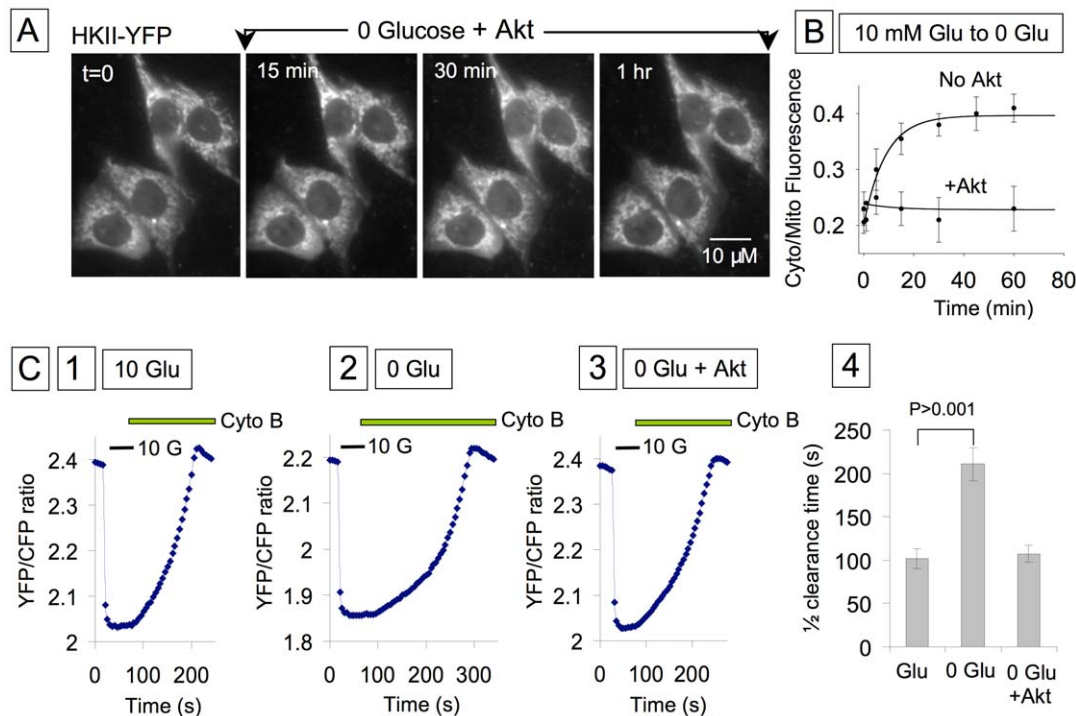 A
HKII-YFP
0 Glucose + Akt
t=0
15 min
30 min
1 hr
10 µM
B
10 mM Glu to 0 Glu
Cyto/Mito Fluorescence
0.4
0.3
0.2
No Akt
+Akt
0 20 40 60 80
Time (min)
C
1
10 Glu
Cyto B
10 G
YFP/CFP ratio
2.4
2.3
2.2
2.1
2
0 100 200
Time (s)
2
0 Glu
Cyto B
10 G
YFP/CFP ratio
2.2
2.1
2
1.9
1.8
0 100 200 300
Time (s)
3
0 Glu + Akt
Cyto B
10 G
YFP/CFP ratio
2.4
2.3
2.2
2.1
2
0 100 200
Time (s)
4
P>0.001
½ clearance time (s)
250
200
150
100
50
0
Glu
0 Glu
0 Glu
+Akt